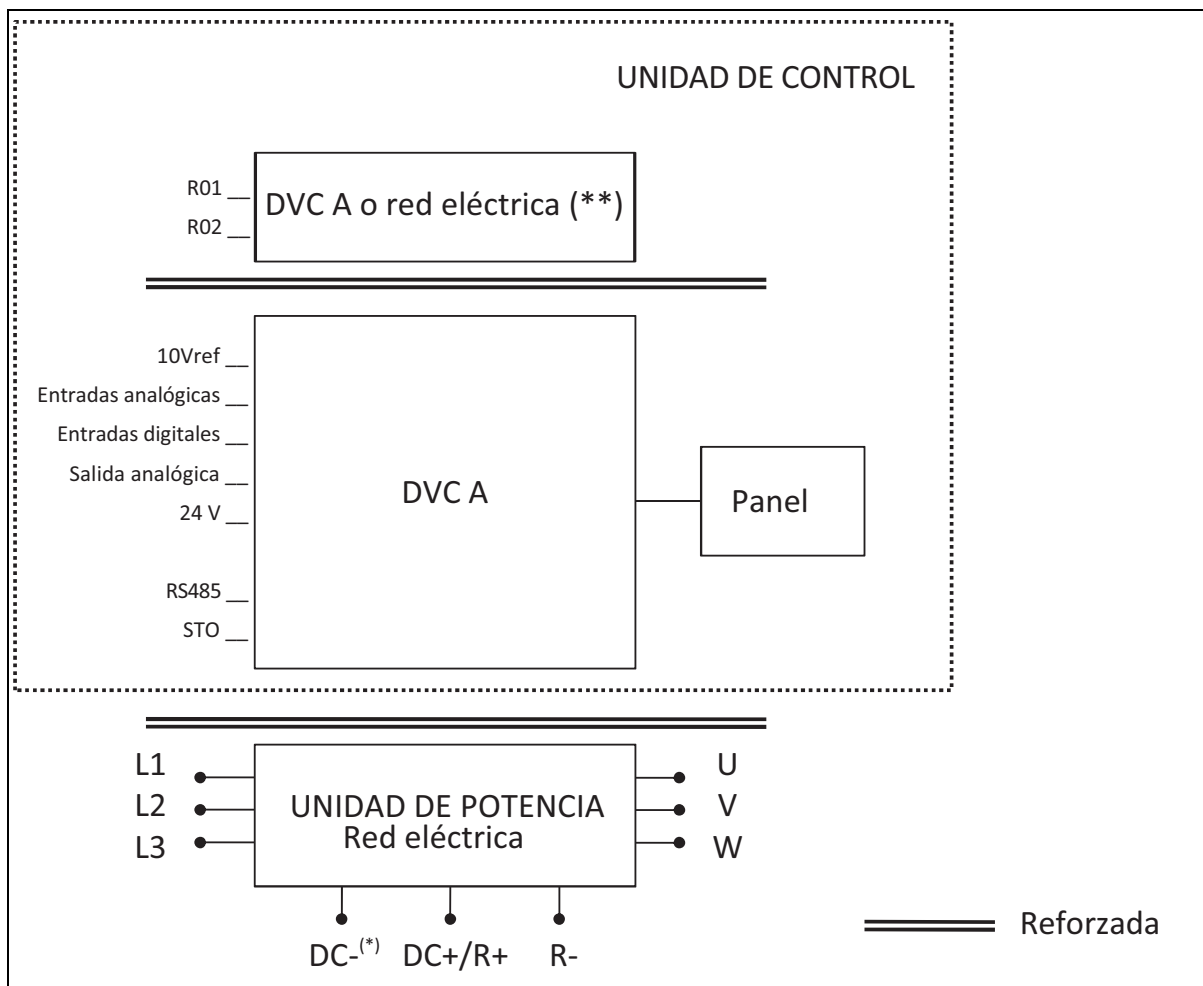 UNIDAD DE CONTROL
R01
R02
DVC A o red eléctrica (**)
10Vref
Entradas analógicas
Entradas digitales
Salida analógica
24 V
RS485
STO
DVC A
Panel
L1
L2
L3
UNIDAD DE POTENCIA
Red eléctrica
U
V
W
DC-(*) DC+/R+ R-
Reforzada